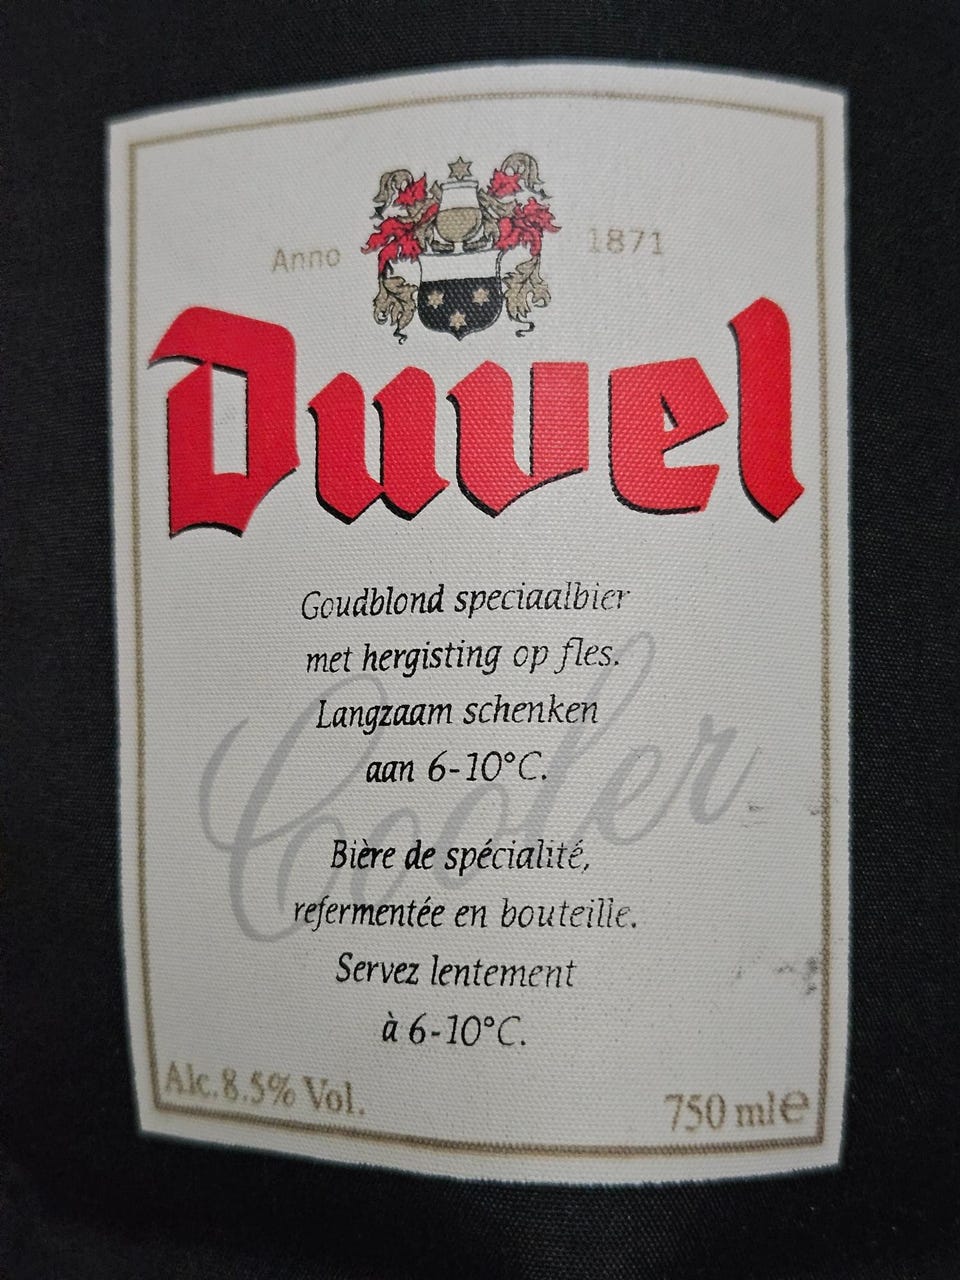 Anno 1871
Duvel
Goudblond speciaalbier
met hergisting op fles.
Langzaam schenken
aan 6-10°C.
Cooler
Bière de spécialité,
refermentée en bouteille.
Servez lentement
à 6-10°C.
Alc. 8.5% Vol.
750 ml℮